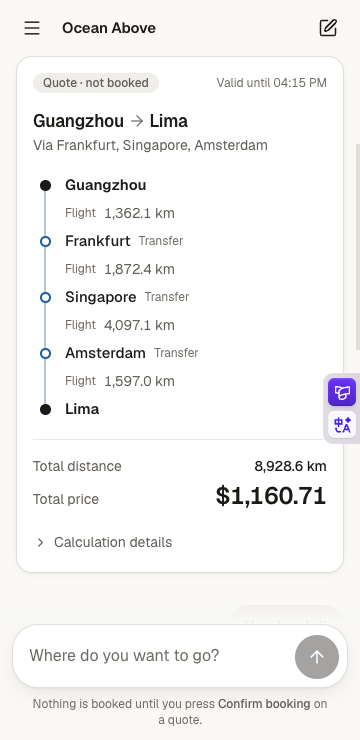 Ocean Above
Quote · not booked
Valid until 04:15 PM
Guangzhou → Lima
Via Frankfurt, Singapore, Amsterdam
Guangzhou
Flight 1,362.1 km
Frankfurt Transfer
Flight 1,872.4 km
Singapore Transfer
Flight 4,097.1 km
Amsterdam Transfer
Flight 1,597.0 km
Lima
中A
Total distance 8,928.6 km
Total price $1,160.71
Calculation details
Where do you want to go?
Nothing is booked until you press Confirm booking on
a quote.